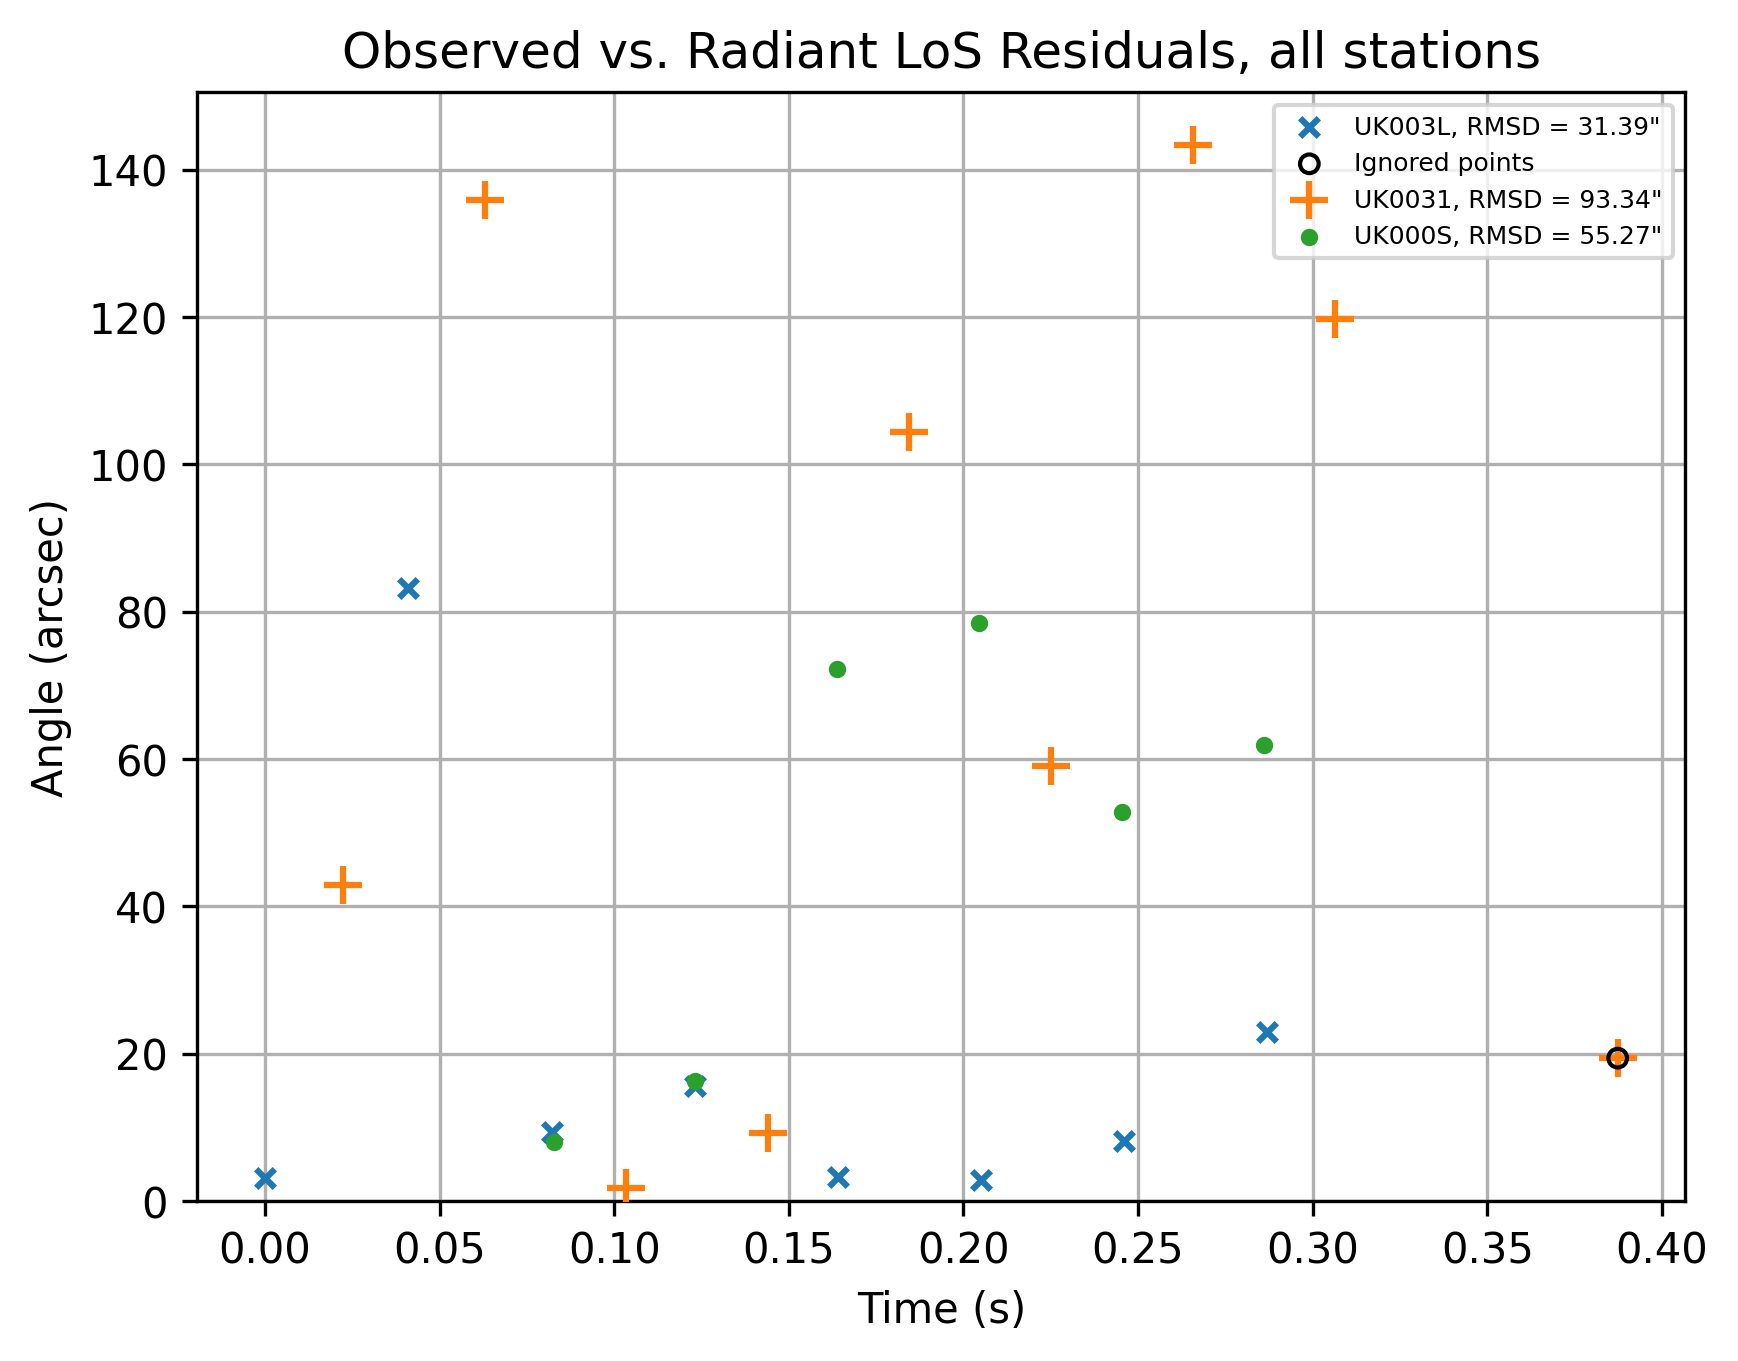 Observed vs. Radiant LoS Residuals, all stations
UK003L, RMSD = 31.39"
Ignored points
UK0031, RMSD = 93.34"
UK000S, RMSD = 55.27"
140
120
100
80
60
40
20
0
Angle (arcsec)
0.00 0.05 0.10 0.15 0.20 0.25 0.30 0.35 0.40
Time (s)